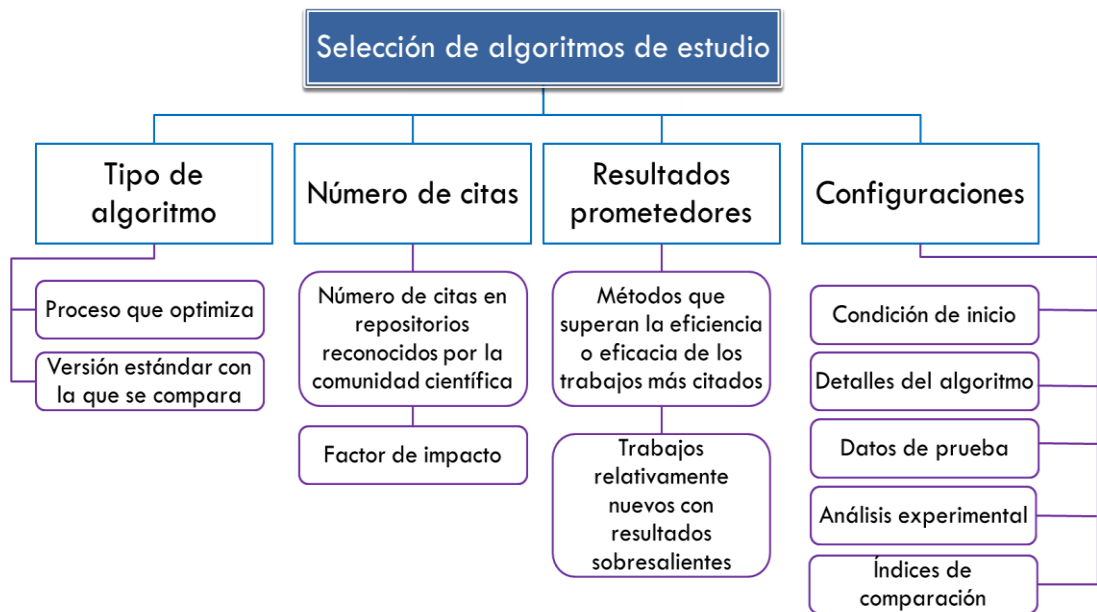 Selección de algoritmos de estudio
Tipo de
algoritmo
Proceso que optimiza
Versión estándar con
la que se compara
Número de citas
Número de citas en
repositorios
reconocidos por la
comunidad científica
Factor de impacto
Resultados
prometedores
Métodos que
superan la eficiencia
o eficacia de los
trabajos más citados
Trabajos
relativamente
nuevos con
resultados
sobresalientes
Configuraciones
Condición de inicio
Detalles del algoritmo
Datos de prueba
Análisis experimental
Índices de
comparación